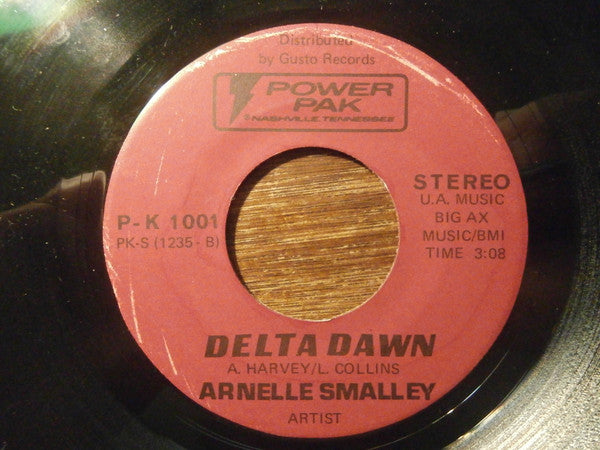 Distributed
by Gusto Records
POWER
PAK
NASHVILLE, TENNESSEE
P-K 1001
PK-S (1235 - B)
STEREO
U.A. MUSIC
BIG AX
MUSIC/BMI
TIME 3:08
DELTA DAWN
A. HARVEY/L. COLLINS
ARNELLE SMALLEY
ARTIST